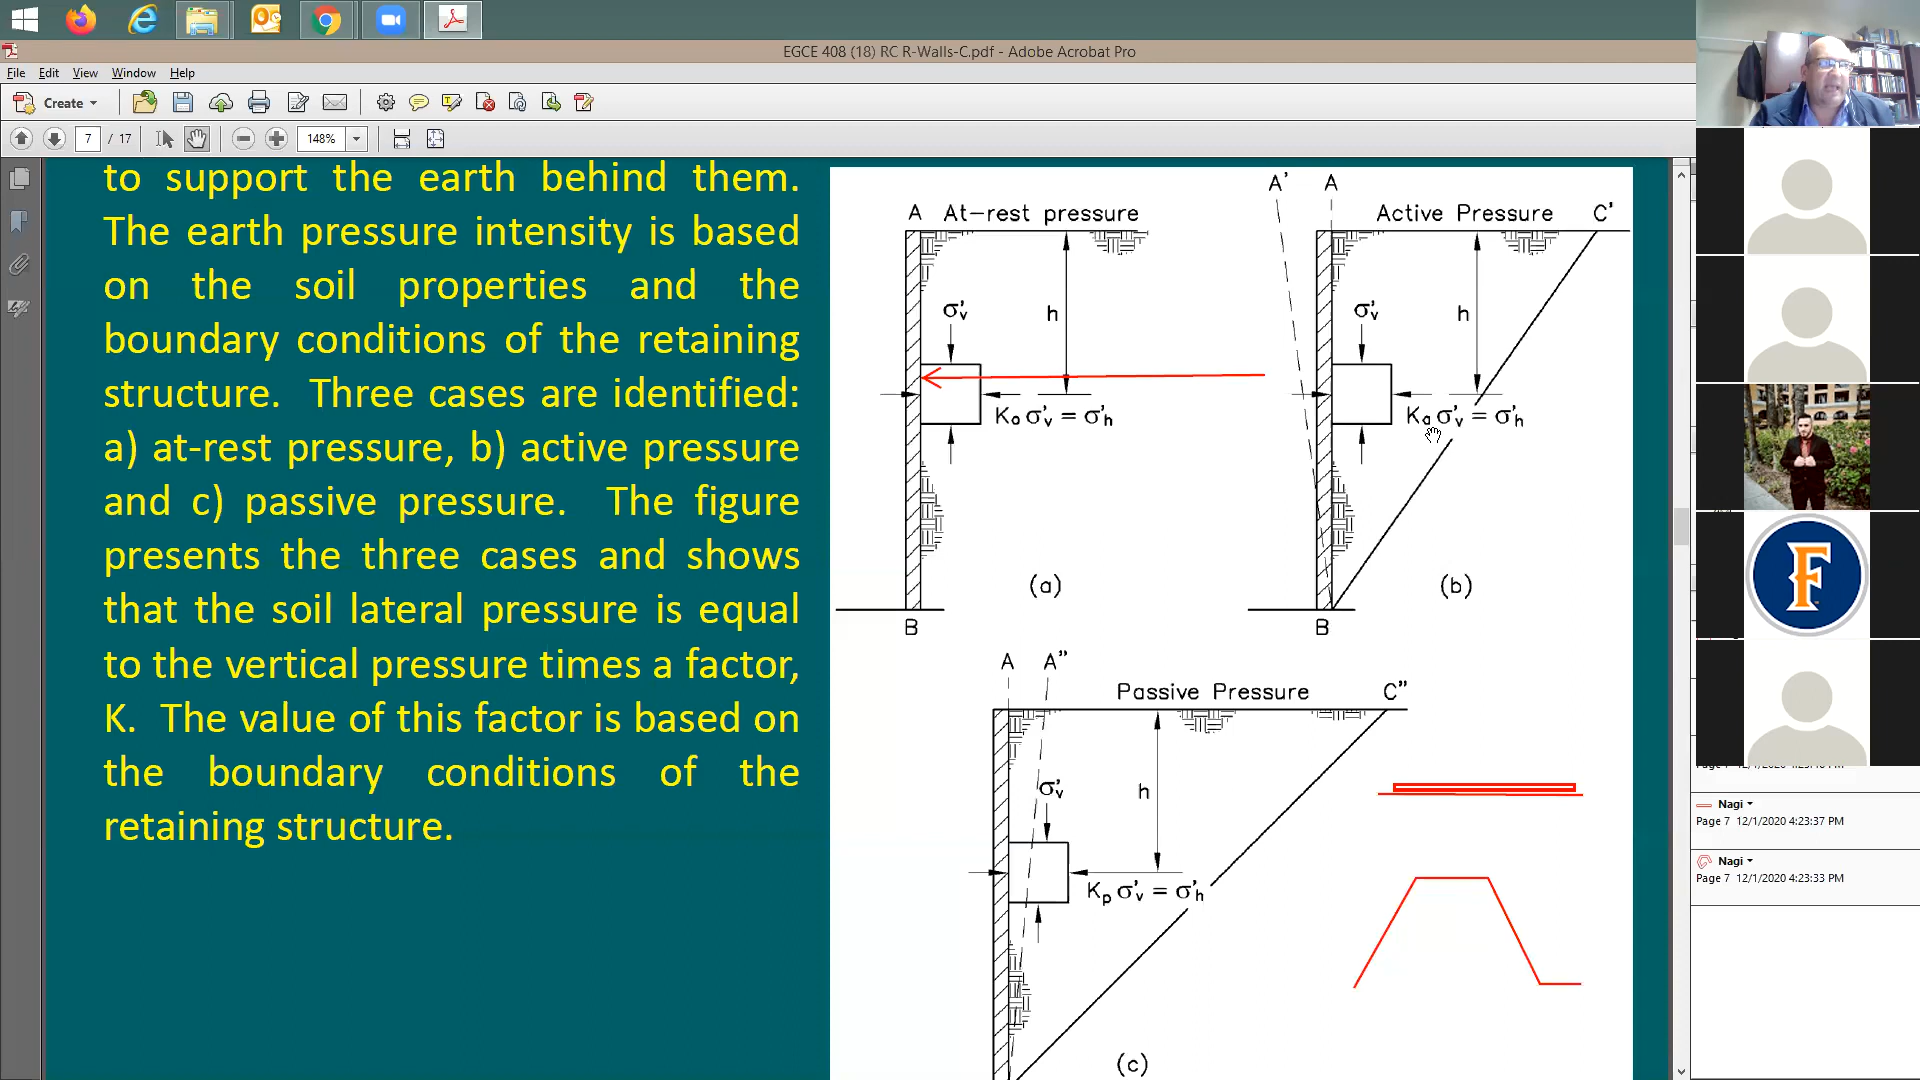 EGCE 408 (18) RC R-Walls-C.pdf - Adobe Acrobat Pro
File Edit View Window Help
Create
7 / 17
148%
to support the earth behind them.
The earth pressure intensity is based
on the soil properties and the
boundary conditions of the retaining
structure. Three cases are identified:
a) at-rest pressure, b) active pressure
and c) passive pressure. The figure
presents the three cases and shows
that the soil lateral pressure is equal
to the vertical pressure times a factor,
K. The value of this factor is based on
the boundary conditions of the
retaining structure.
A At-rest pressure
σ'v
h
Ko σ'v = σ'h
(a)
B
A' A
Active Pressure C'
σ'v
h
Ka σ'v = σ'h
(b)
B
A A"
Passive Pressure C"
σ'v
h
Kp σ'v = σ'h
(c)
F
Nagi
Page 7 12/1/2020 4:23:37 PM
Nagi
Page 7 12/1/2020 4:23:33 PM